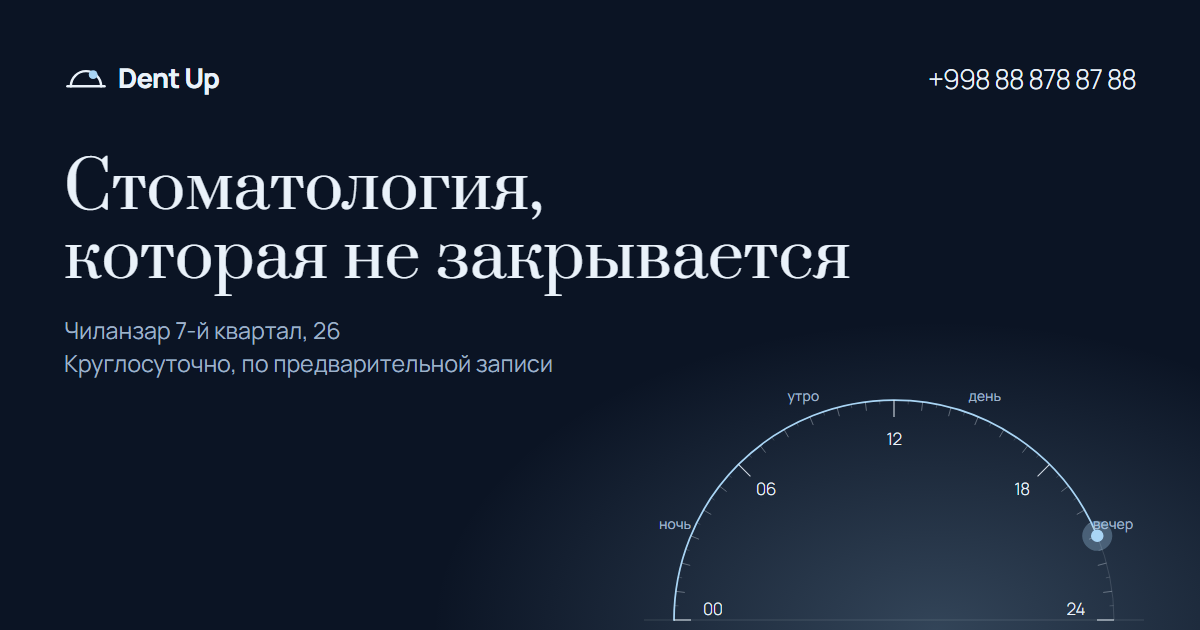 Dent Up
+998 88 878 87 88
Стоматология,
которая не закрывается
Чиланзар 7-й квартал, 26
Круглосуточно, по предварительной записи
утро
день
12
06
18
ночь
вечер
00
24